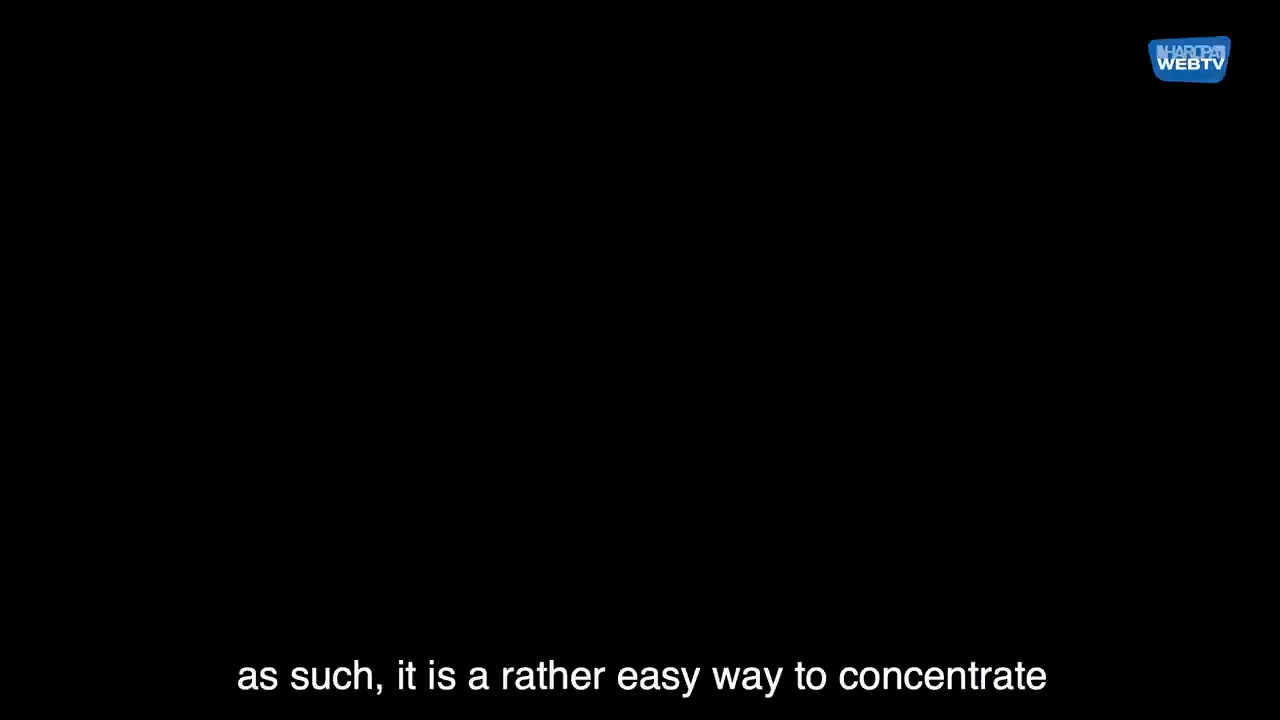 WEBTV
as such, it is a rather easy way to concentrate